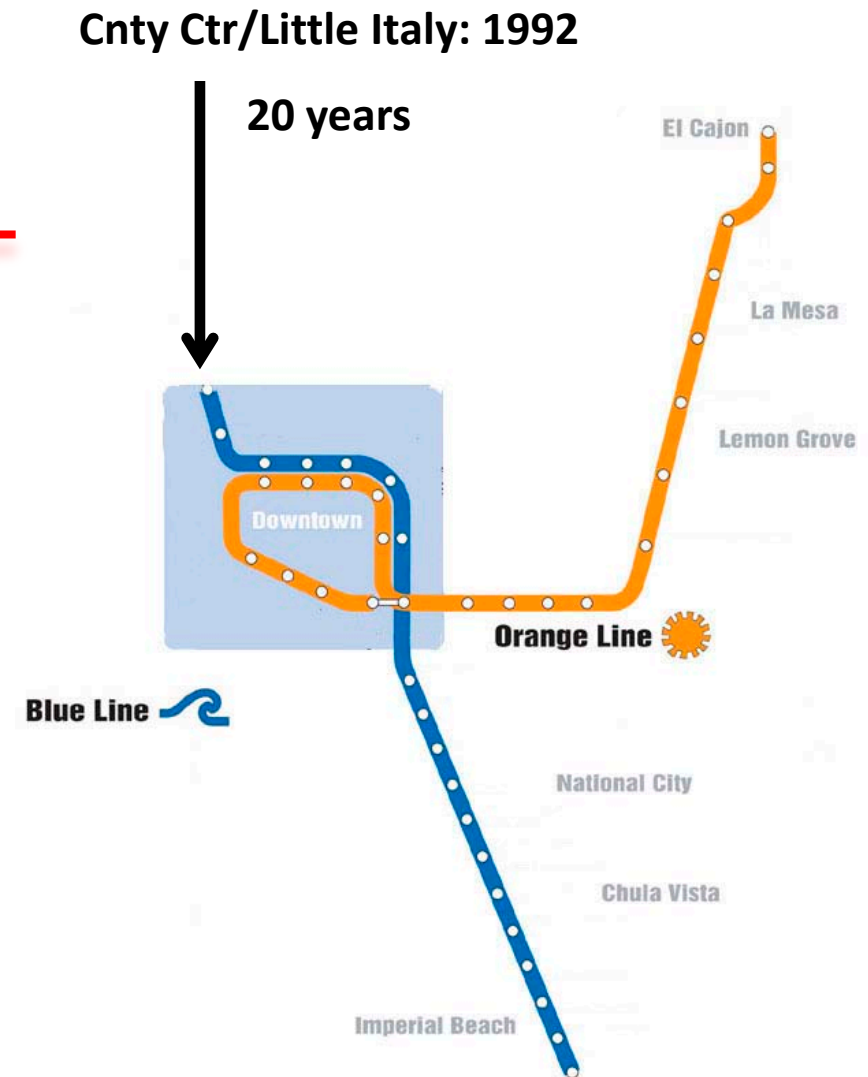 Cnty Ctr/Little Italy: 1992
20 years
El Cajon
La Mesa
Lemon Grove
Downtown
Orange Line
Blue Line
National City
Chula Vista
Imperial Beach